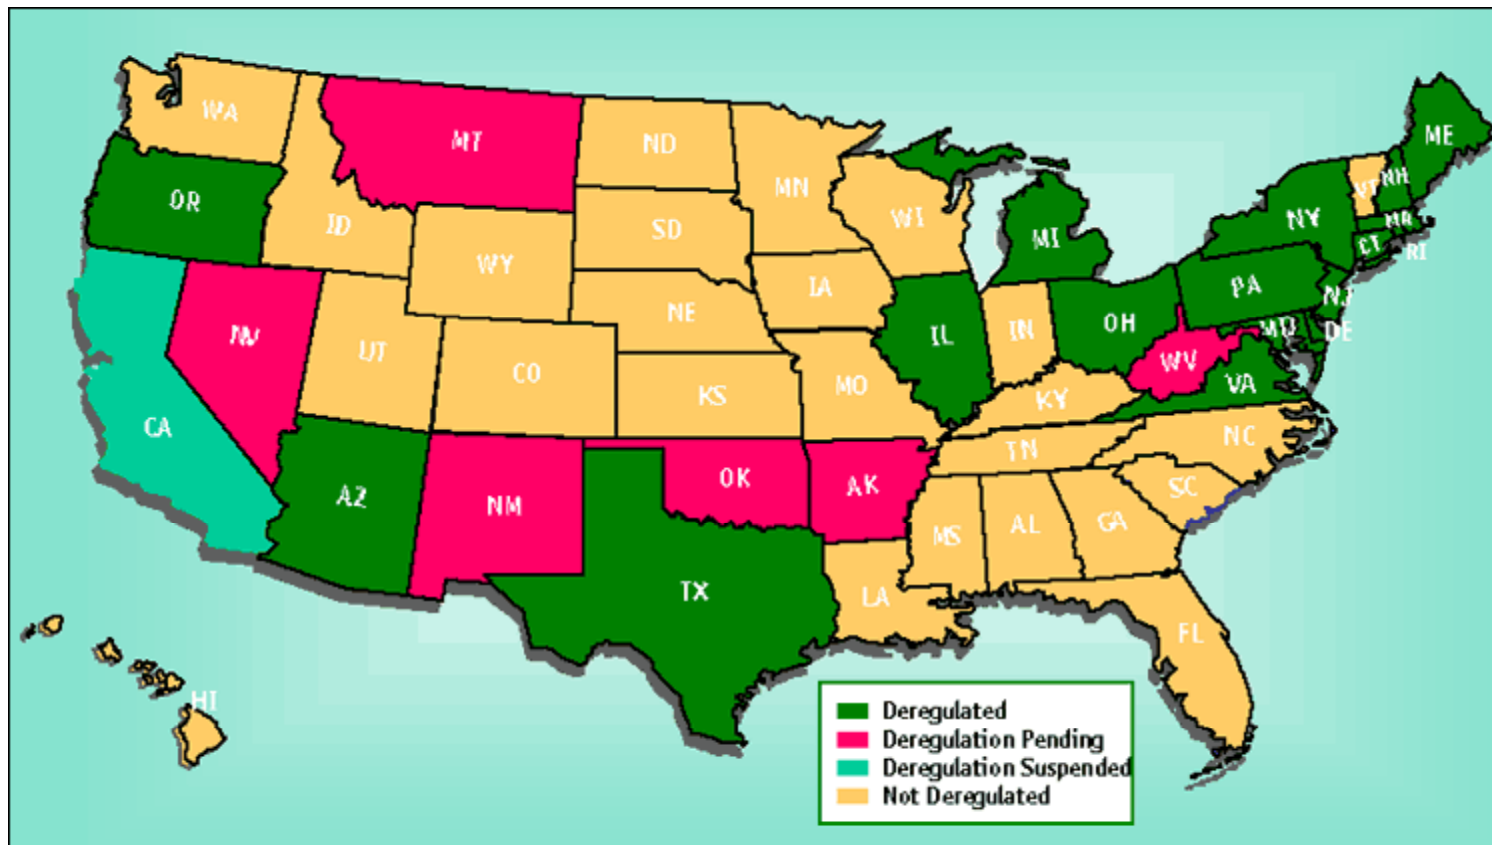 WA
MT
ND
MN
ME
OR
ID
SD
WI
VT
NH
NY
MA
MI
CT
RI
WY
IA
PA
NE
NJ
NV
UT
IL
IN
OH
MD
DE
CO
KS
MO
WV
VA
KY
CA
TN
NC
AZ
NM
OK
AK
SC
MS
AL
GA
TX
LA
FL
HI
Deregulated
Deregulation Pending
Deregulation Suspended
Not Deregulated